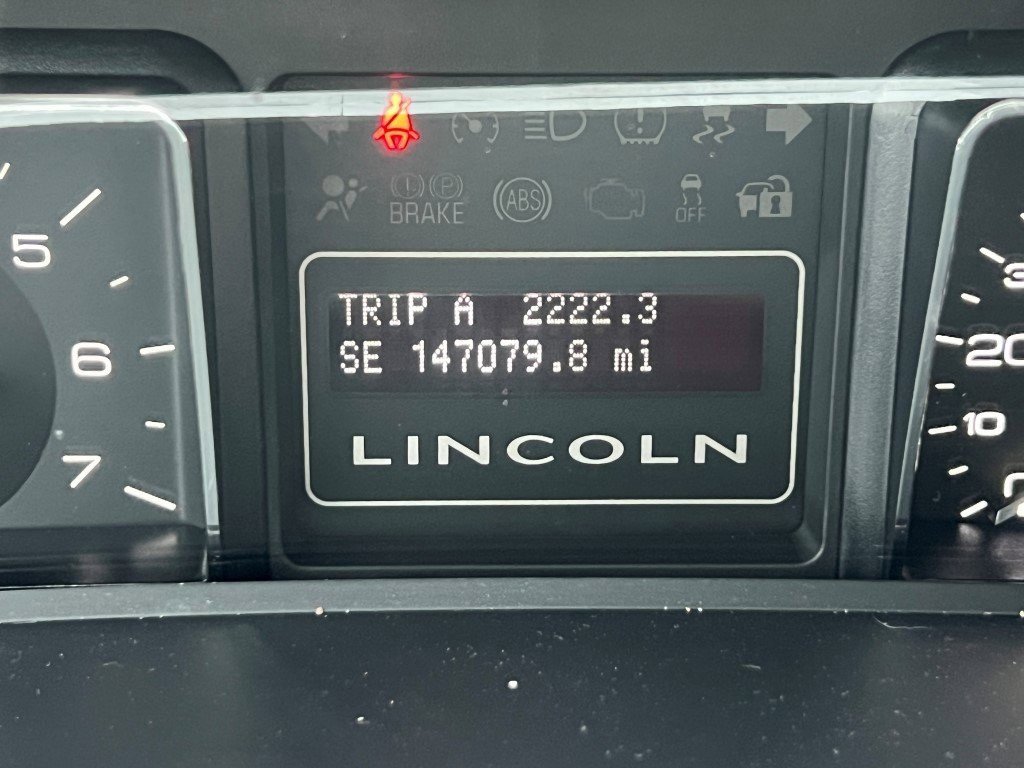 BRAKE
ABS
OFF
TRIP A 2222.3
SE 147079.8 mi
LINCOLN
5
6
7
20
10